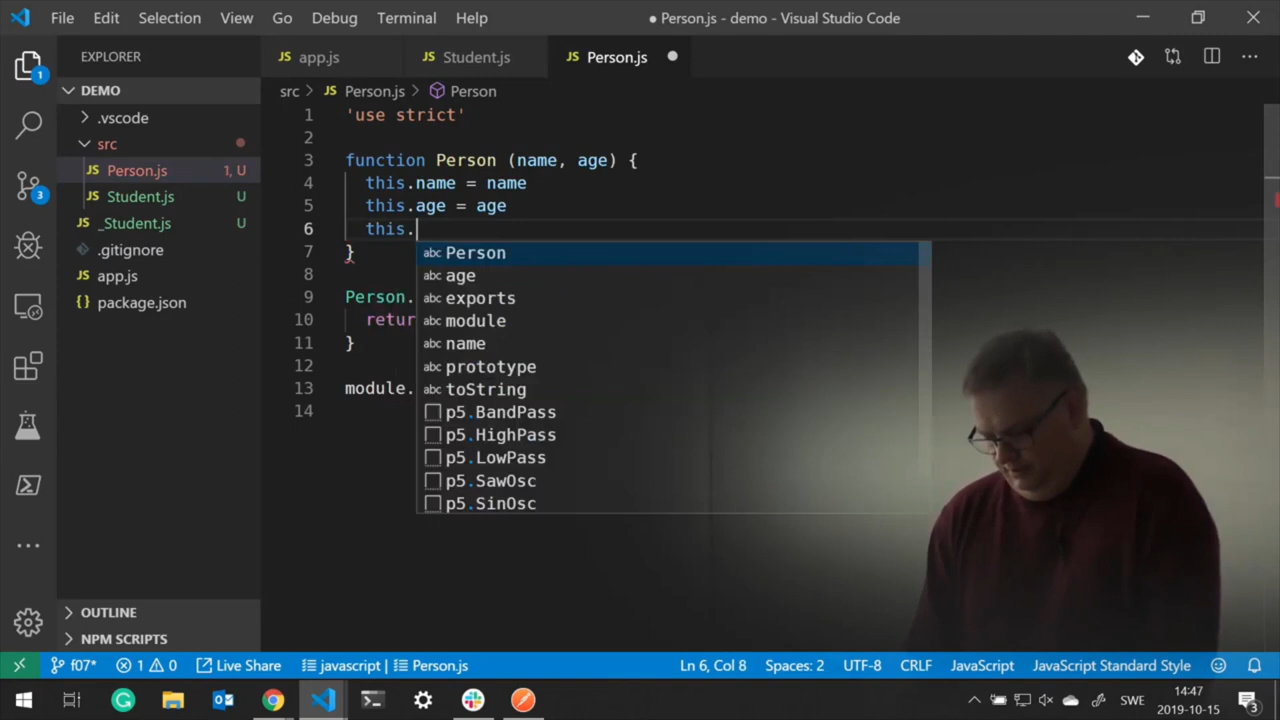 File Edit Selection View Go Debug Terminal Help ● Person.js - demo - Visual Studio Code
EXPLORER
JS app.js JS Student.js JS Person.js
DEMO
src > JS Person.js > Person
.vscode
src
JS Person.js 1, U
JS Student.js U
JS _Student.js U
.gitignore
JS app.js
{} package.json
1
3
1 'use strict'
2
3 function Person (name, age) {
4 this.name = name
5 this.age = age
6 this.
7 }
8
9 Person.
10 retur
11 }
12
13 module.
14
abc Person
abc age
abc exports
abc module
abc name
abc prototype
abc toString
p5.BandPass
p5.HighPass
p5.LowPass
p5.SawOsc
p5.SinOsc
OUTLINE
NPM SCRIPTS
f07* 1 0 Live Share javascript | Person.js Ln 6, Col 8 Spaces: 2 UTF-8 CRLF JavaScript JavaScript Standard Style
SWE 14:47
2019-10-15 3